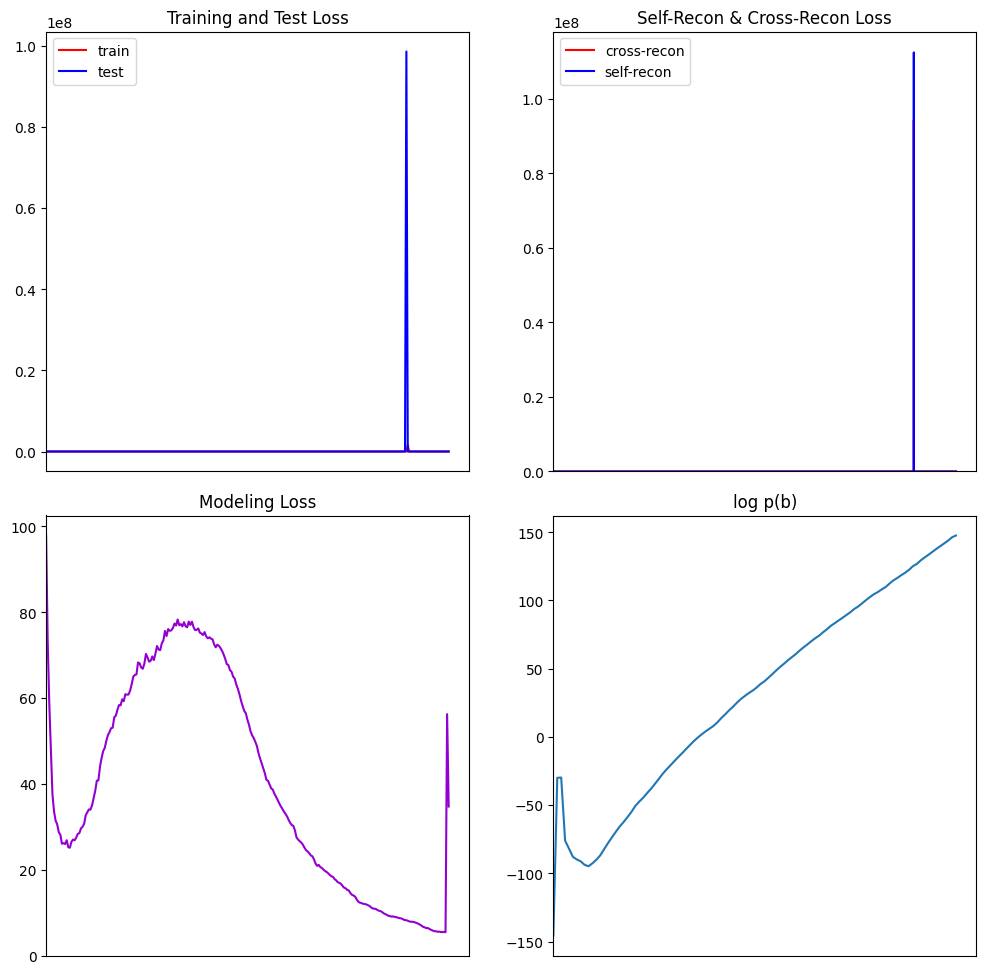 Training and Test Loss
1e8
train
test
1.0
0.8
0.6
0.4
0.2
0.0
Self-Recon & Cross-Recon Loss
1e8
cross-recon
self-recon
1.0
0.8
0.6
0.4
0.2
0.0
Modeling Loss
100
80
60
40
20
0
log p(b)
150
100
50
0
−50
−100
−150